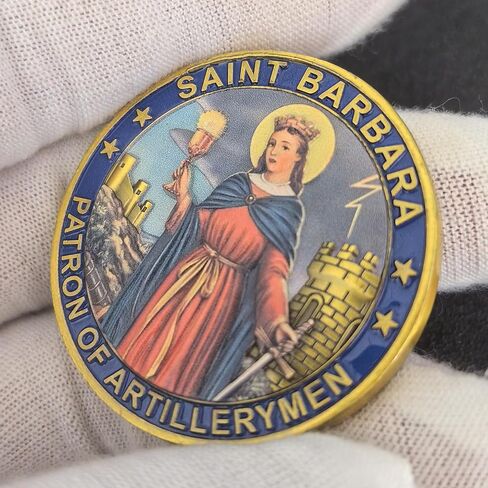 SAINT BARBARA
PATRON OF ARTILLERYMEN